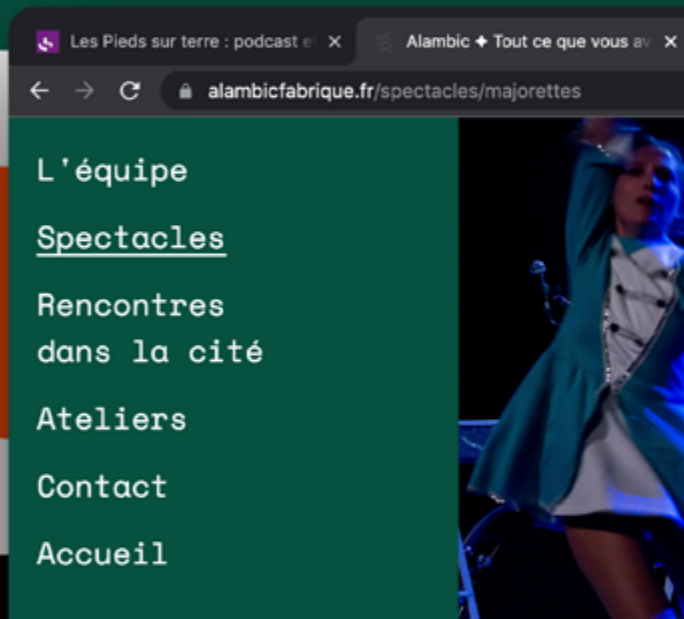 Les Pieds sur terre : podcast et
Alambic ✦ Tout ce que vous av
alambicfabrique.fr/spectacles/majorettes
L'équipe
Spectacles
Rencontres
dans la cité
Ateliers
Contact
Accueil